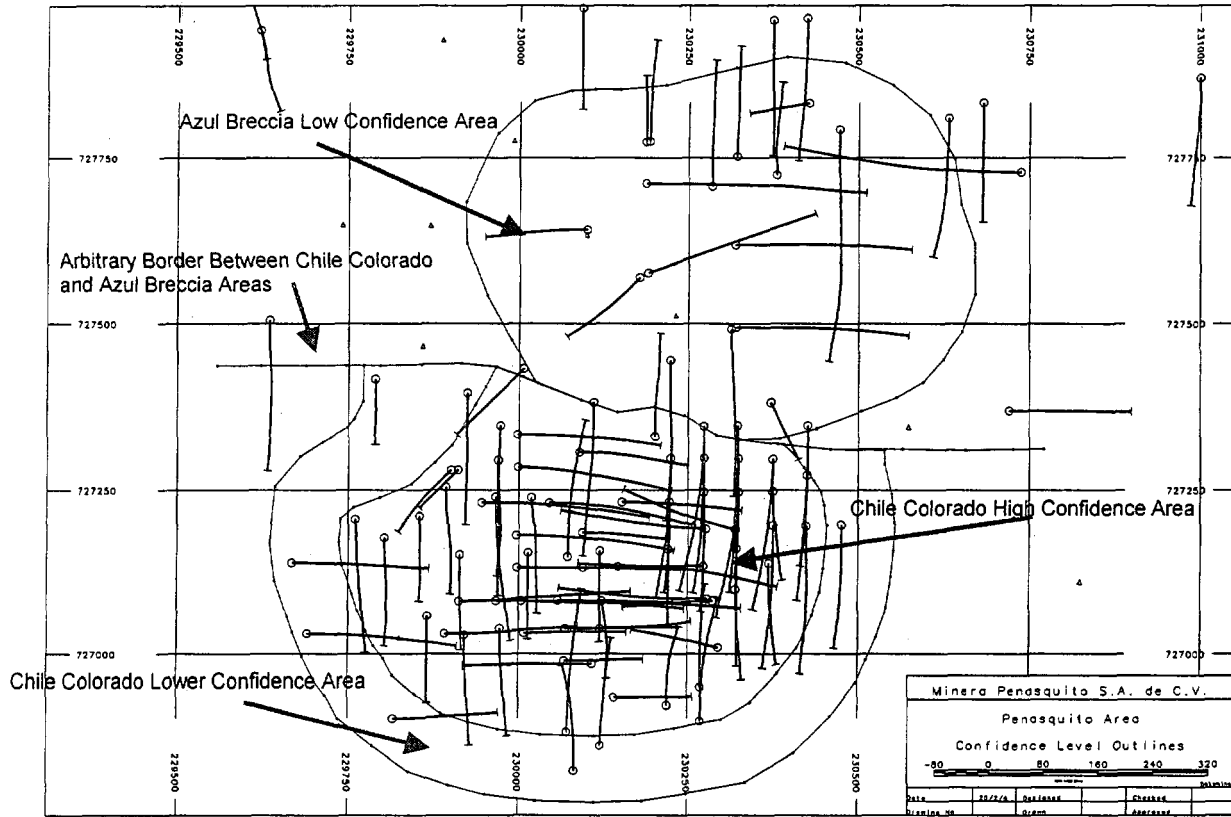 229500
229750
230000
230250
230500
230750
231000
Azul Breccia Low Confidence Area
727750
727750
Arbitrary Border Between Chile Colorado
and Azul Breccia Areas
727500
727500
727250
727250
Chile Colorado High Confidence Area
727000
727000
Chile Colorado Lower Confidence Area
229500
229750
230000
230250
230500
Minera Penasquito S.A. de C.V.
Penasquito Area
Confidence Level Outlines
-80 0 80 160 240 320
Date Designed Checked
Drawing No Drawn Approved